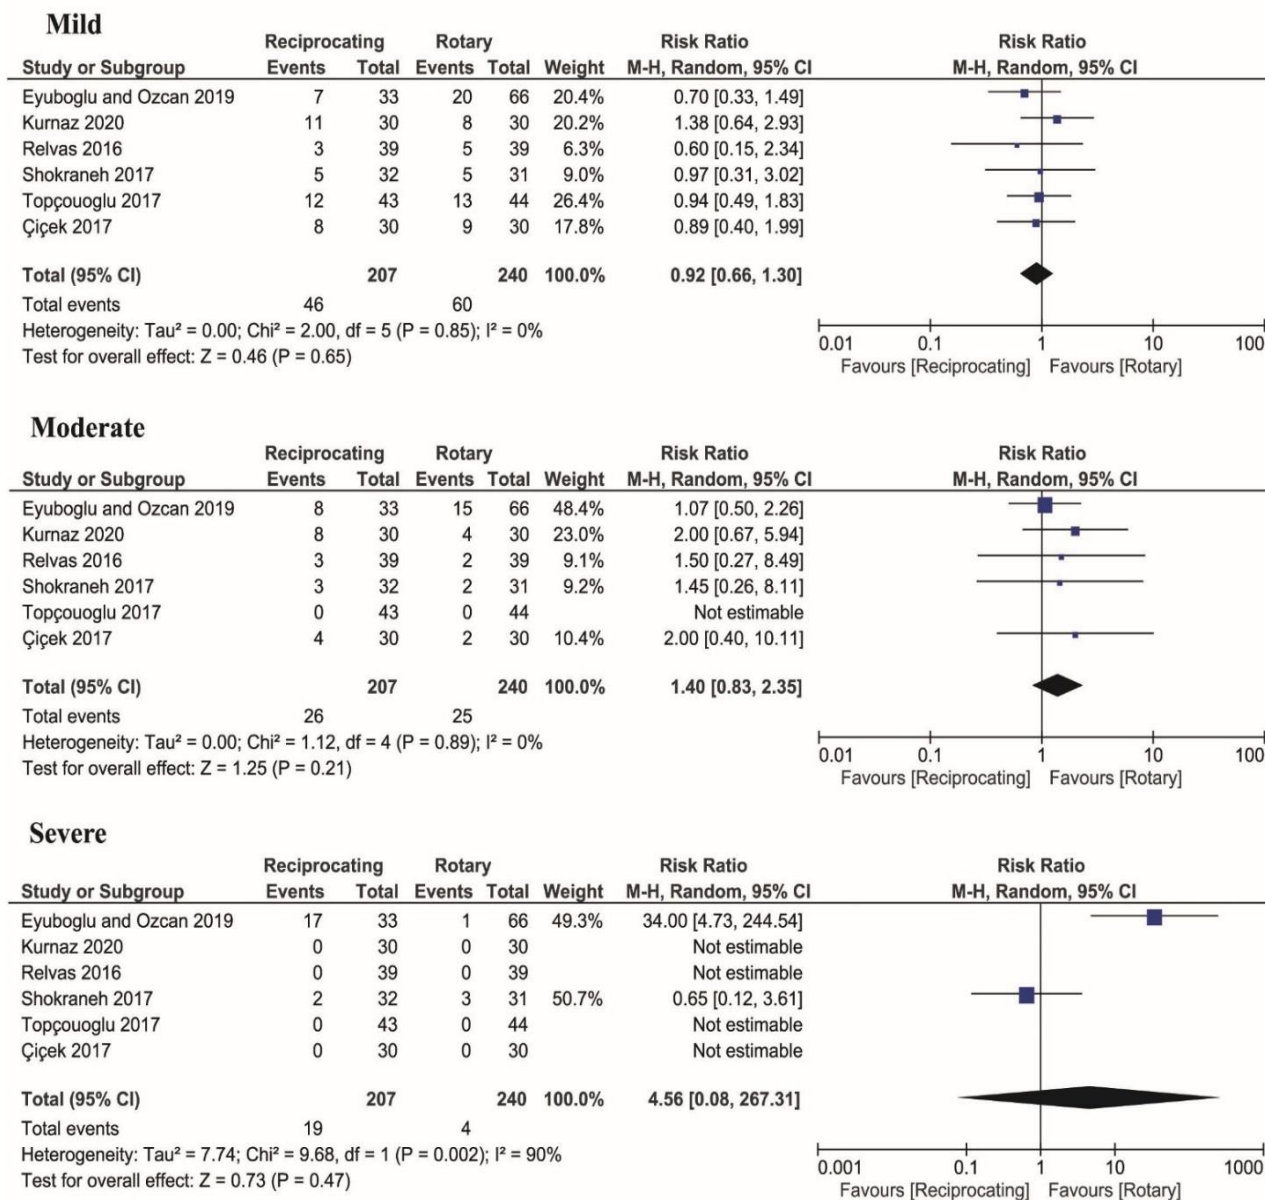 Mild
Reciprocating Rotary Risk Ratio Risk Ratio
Study or Subgroup Events Total Events Total Weight M-H, Random, 95% CI M-H, Random, 95% CI
Eyuboglu and Ozcan 2019 7 33 20 66 20.4% 0.70 [0.33, 1.49]
Kurnaz 2020 11 30 8 30 20.2% 1.38 [0.64, 2.93]
Relvas 2016 3 39 5 39 6.3% 0.60 [0.15, 2.34]
Shokraneh 2017 5 32 5 31 9.0% 0.97 [0.31, 3.02]
Topçouoglu 2017 12 43 13 44 26.4% 0.94 [0.49, 1.83]
Çiçek 2017 8 30 9 30 17.8% 0.89 [0.40, 1.99]
Total (95% CI) 207 240 100.0% 0.92 [0.66, 1.30]
Total events 46 60
Heterogeneity: Tau² = 0.00; Chi² = 2.00, df = 5 (P = 0.85); I² = 0%
Test for overall effect: Z = 0.46 (P = 0.65)
0.01 0.1 1 10 100
Favours [Reciprocating] Favours [Rotary]
Moderate
Reciprocating Rotary Risk Ratio Risk Ratio
Study or Subgroup Events Total Events Total Weight M-H, Random, 95% CI M-H, Random, 95% CI
Eyuboglu and Ozcan 2019 8 33 15 66 48.4% 1.07 [0.50, 2.26]
Kurnaz 2020 8 30 4 30 23.0% 2.00 [0.67, 5.94]
Relvas 2016 3 39 2 39 9.1% 1.50 [0.27, 8.49]
Shokraneh 2017 3 32 2 31 9.2% 1.45 [0.26, 8.11]
Topçouoglu 2017 0 43 0 44 Not estimable
Çiçek 2017 4 30 2 30 10.4% 2.00 [0.40, 10.11]
Total (95% CI) 207 240 100.0% 1.40 [0.83, 2.35]
Total events 26 25
Heterogeneity: Tau² = 0.00; Chi² = 1.12, df = 4 (P = 0.89); I² = 0%
Test for overall effect: Z = 1.25 (P = 0.21)
0.01 0.1 1 10 100
Favours [Reciprocating] Favours [Rotary]
Severe
Reciprocating Rotary Risk Ratio Risk Ratio
Study or Subgroup Events Total Events Total Weight M-H, Random, 95% CI M-H, Random, 95% CI
Eyuboglu and Ozcan 2019 17 33 1 66 49.3% 34.00 [4.73, 244.54]
Kurnaz 2020 0 30 0 30 Not estimable
Relvas 2016 0 39 0 39 Not estimable
Shokraneh 2017 2 32 3 31 50.7% 0.65 [0.12, 3.61]
Topçouoglu 2017 0 43 0 44 Not estimable
Çiçek 2017 0 30 0 30 Not estimable
Total (95% CI) 207 240 100.0% 4.56 [0.08, 267.31]
Total events 19 4
Heterogeneity: Tau² = 7.74; Chi² = 9.68, df = 1 (P = 0.002); I² = 90%
Test for overall effect: Z = 0.73 (P = 0.47)
0.001 0.1 1 10 1000
Favours [Reciprocating] Favours [Rotary]